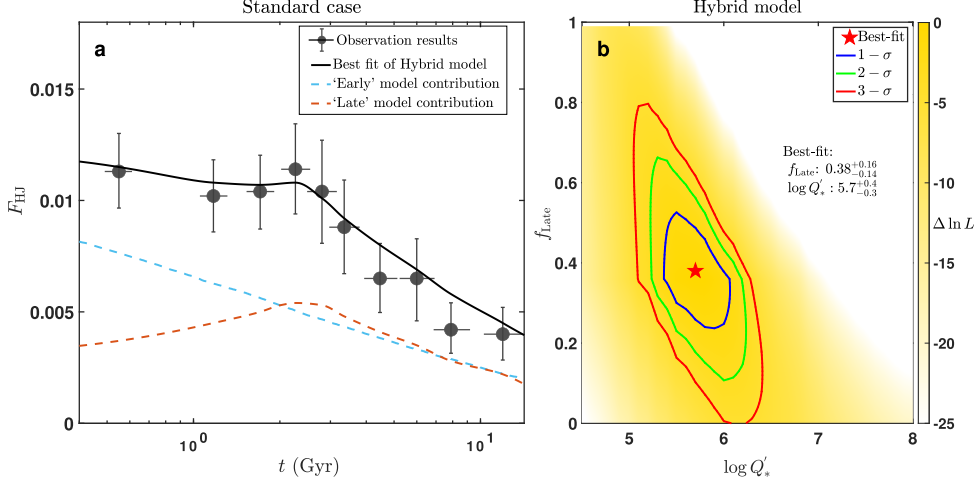 Standard case
a
Observation results
Best fit of Hybrid model
'Early' model contribution
'Late' model contribution
0.015
0.01
0.005
0
F_HJ
10^0
10^1
t (Gyr)
Hybrid model
b
Best-fit
1 − σ
2 − σ
3 − σ
Best-fit:
f_Late: 0.38^{+0.16}_{-0.14}
log Q'_* : 5.7^{+0.4}_{-0.3}
1
0.8
0.6
0.4
0.2
0
f_Late
5
6
7
8
log Q'_*
0
-5
-10
-15
-20
-25
Δ ln L